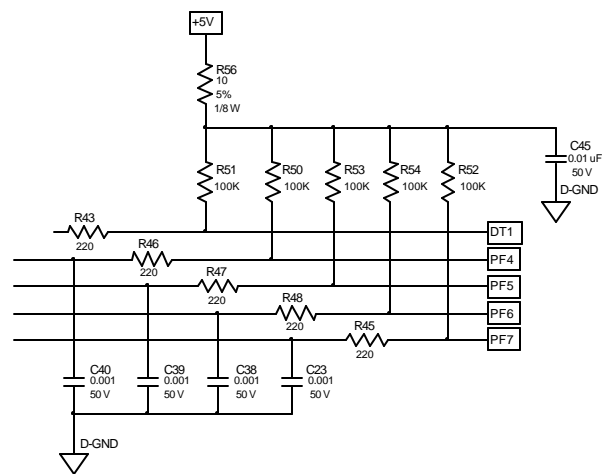 +5V
R56
10
5%
1/8 W
R51
100K
R50
100K
R53
100K
R54
100K
R52
100K
C45
0.01 uF
50 V
D-GND
R43
220
DT1
R46
220
PF4
R47
220
PF5
R48
220
PF6
R45
220
PF7
C40
0.001
50 V
C39
0.001
50 V
C38
0.001
50 V
C23
0.001
50 V
D-GND